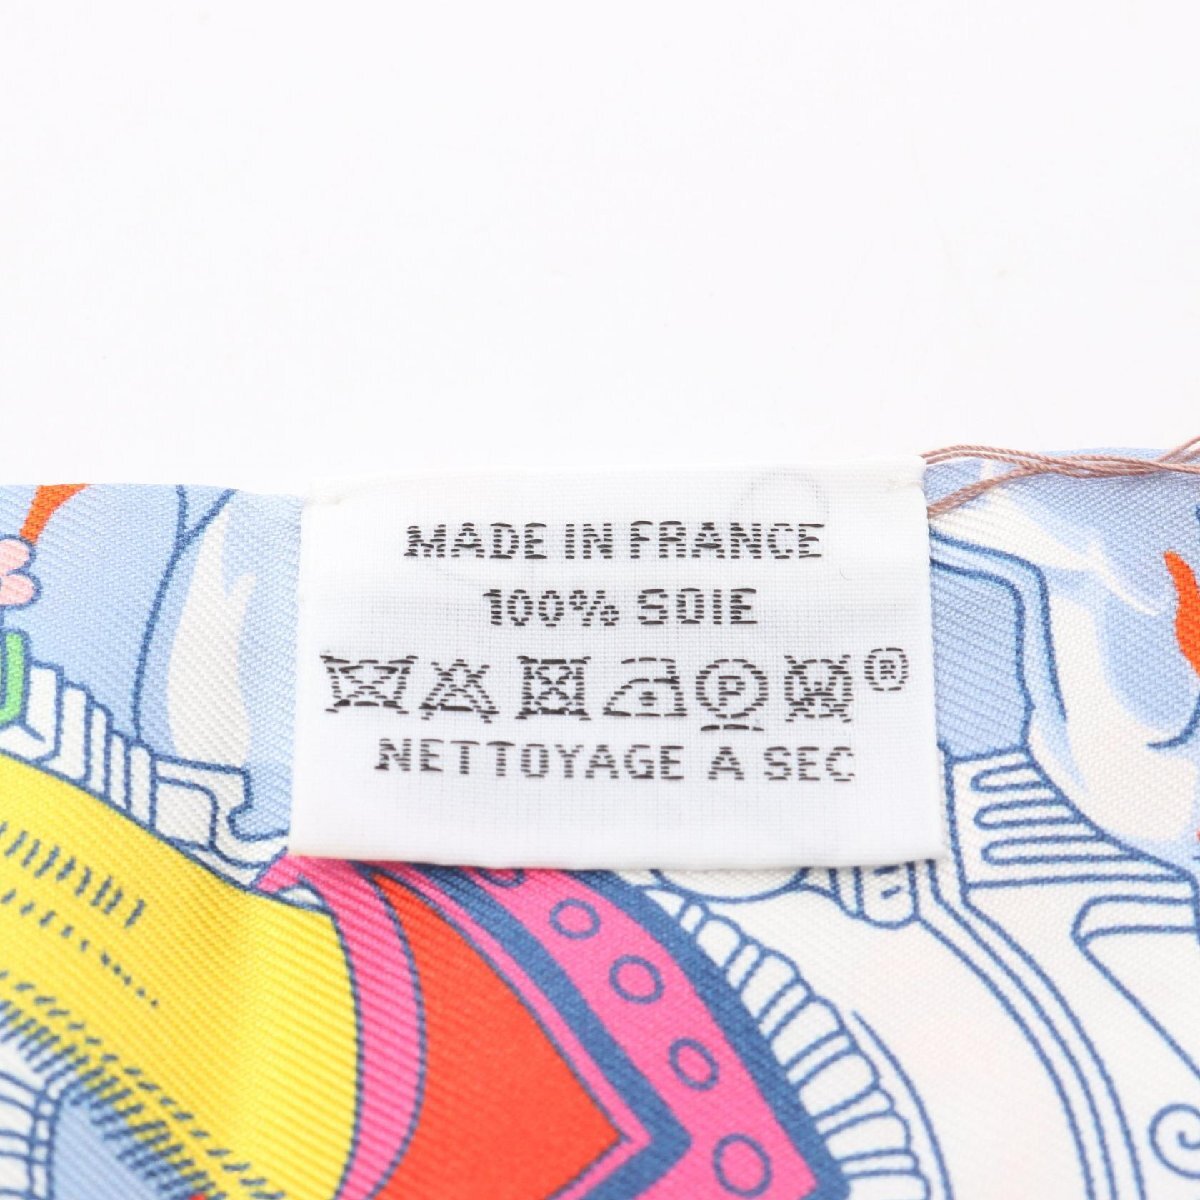 MADE IN FRANCE
100% SOIE
P W ®
NETTOYAGE A SEC